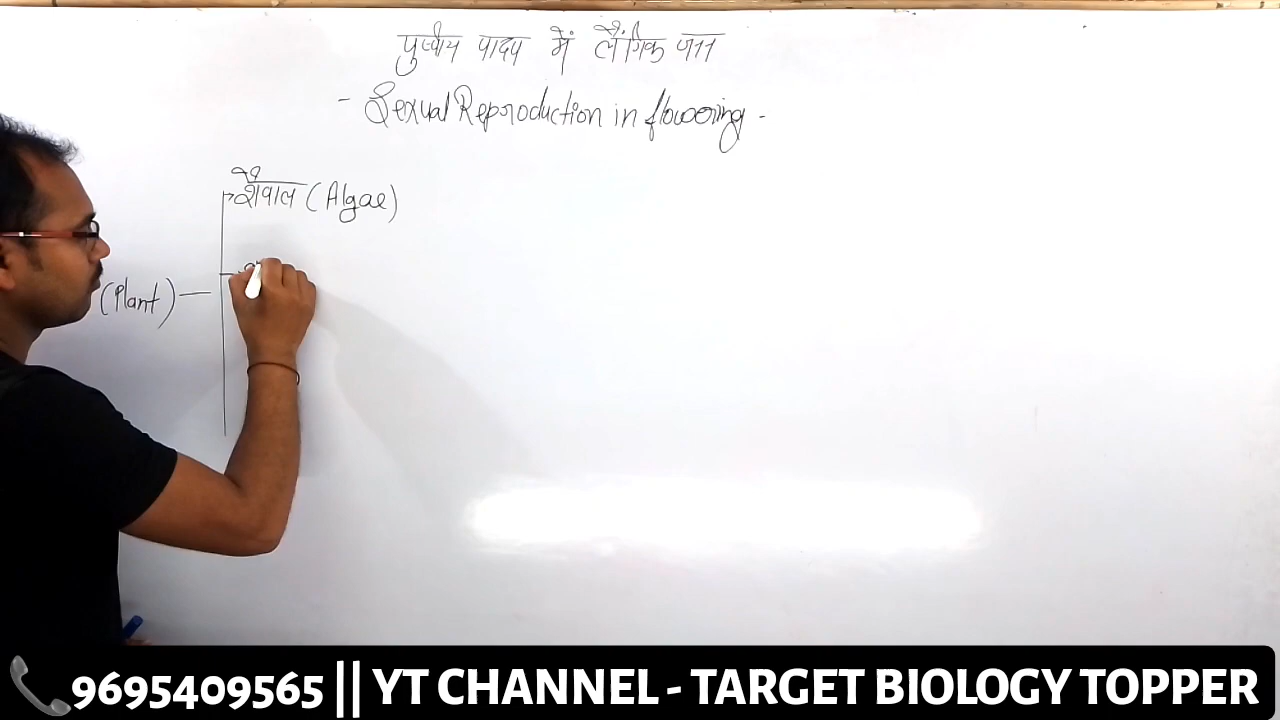 पुष्पीय पादप में लैंगिक जनन
- Sexual Reproduction in flowering -
शैवाल (Algae)
(Plant)
9695409565 || YT CHANNEL - TARGET BIOLOGY TOPPER